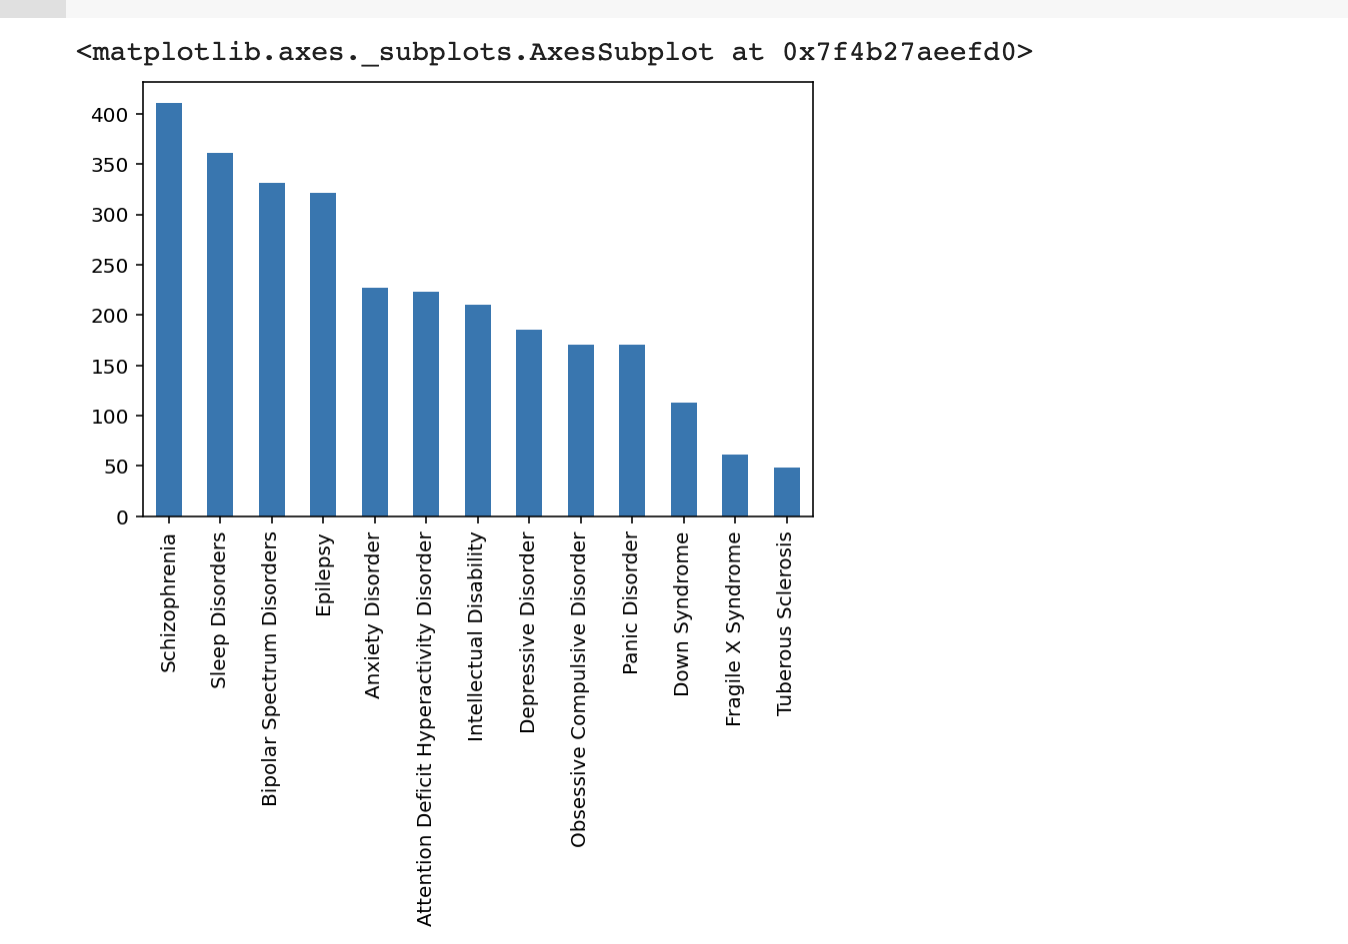 <matplotlib.axes._subplots.AxesSubplot at 0x7f4b27aeefd0>
400
350
300
250
200
150
100
50
0
Schizophrenia
Sleep Disorders
Bipolar Spectrum Disorders
Epilepsy
Anxiety Disorder
Attention Deficit Hyperactivity Disorder
Intellectual Disability
Depressive Disorder
Obsessive Compulsive Disorder
Panic Disorder
Down Syndrome
Fragile X Syndrome
Tuberous Sclerosis